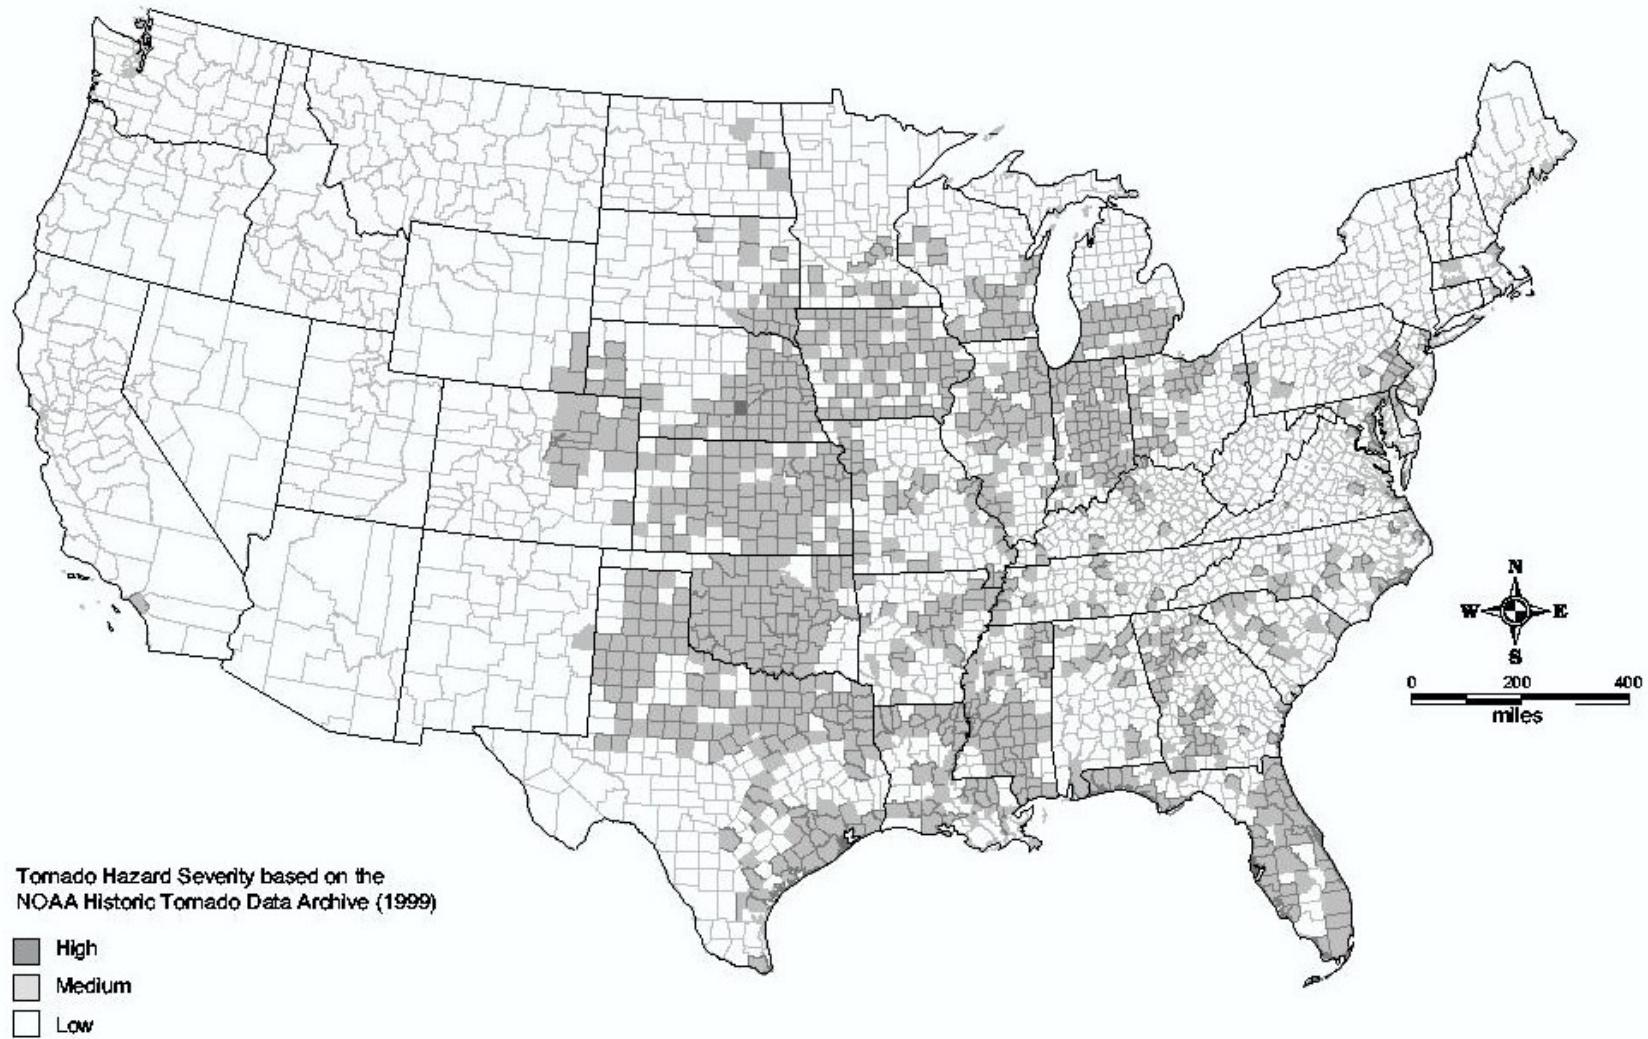 N
W E
S
0 200 400
miles
Tornado Hazard Severity based on the
NOAA Historic Tornado Data Archive (1999)
High
Medium
Low